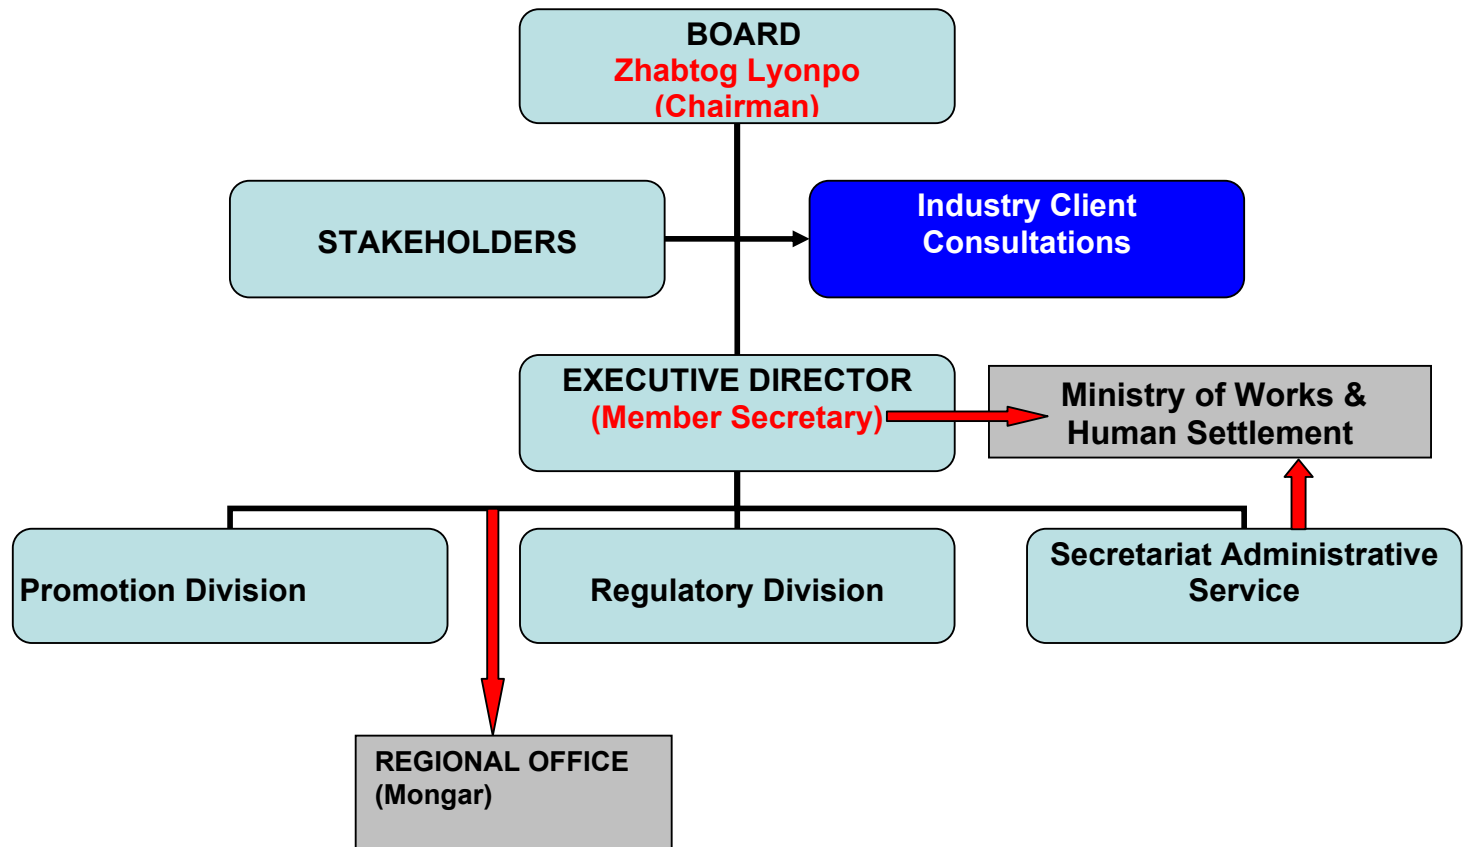 BOARD
Zhabtog Lyonpo
(Chairman)
STAKEHOLDERS
Industry Client
Consultations
EXECUTIVE DIRECTOR
(Member Secretary)
Ministry of Works &
Human Settlement
Promotion Division
Regulatory Division
Secretariat Administrative
Service
REGIONAL OFFICE
(Mongar)